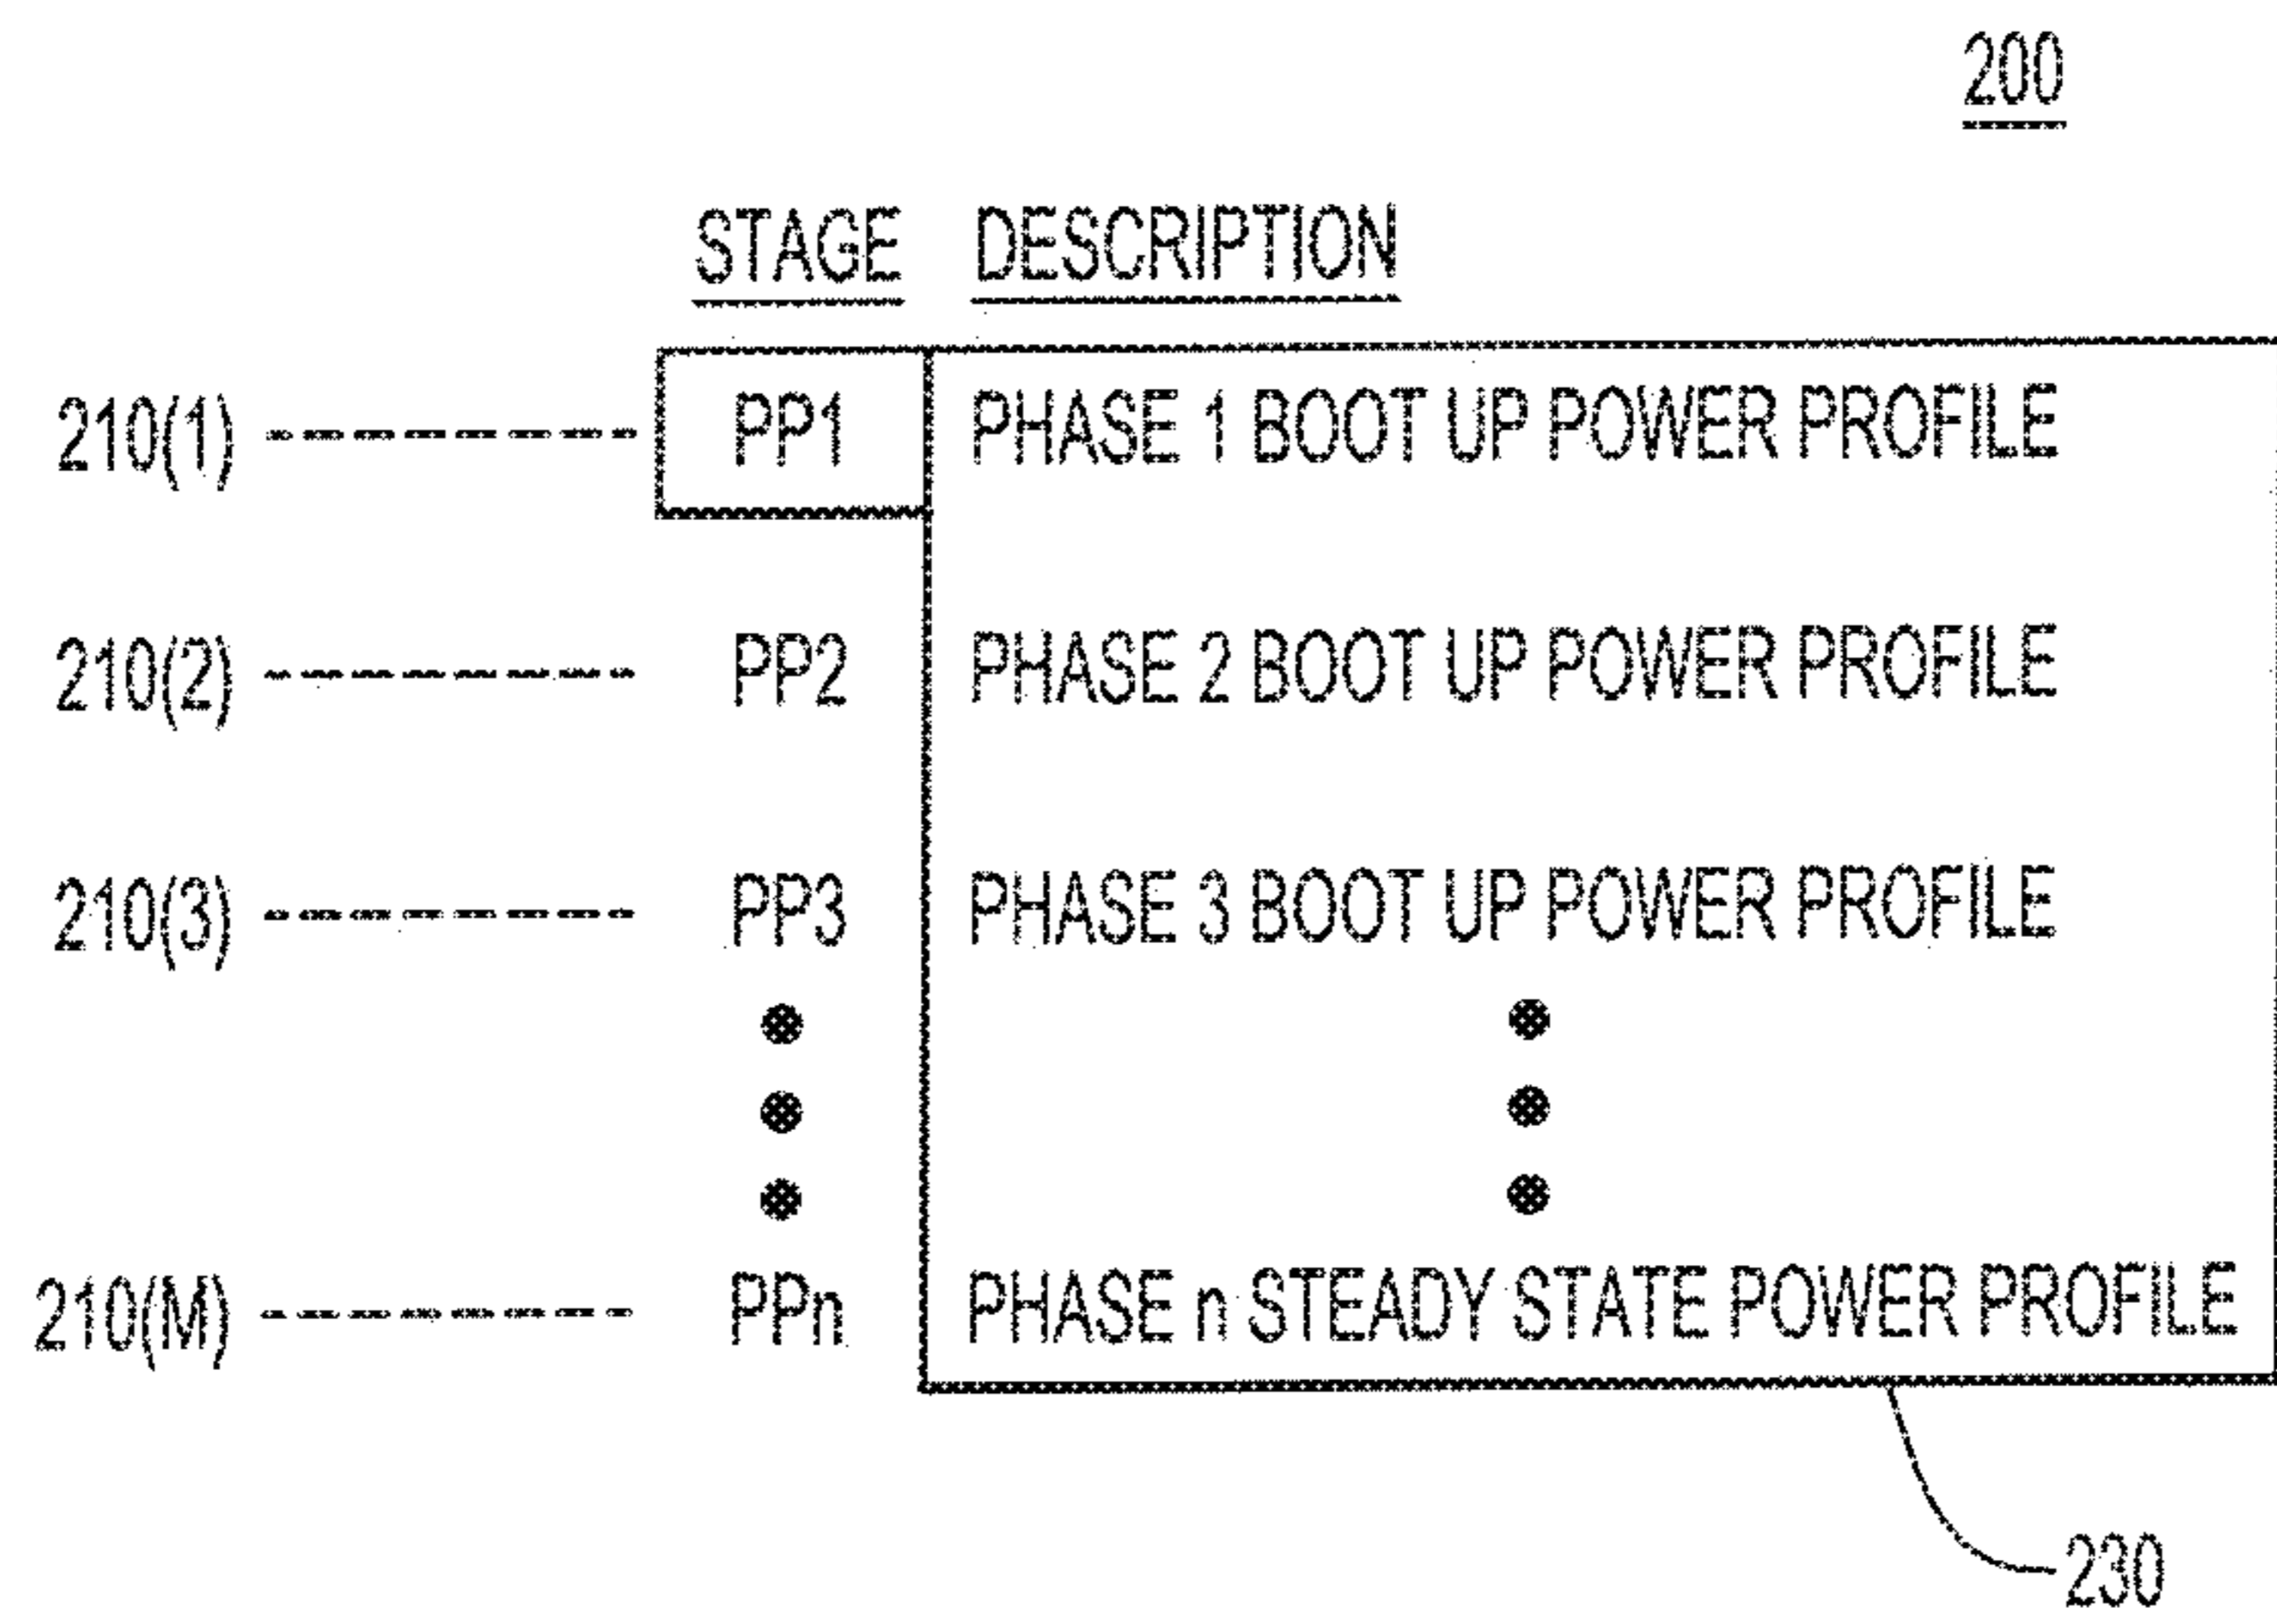 200
STAGE DESCRIPTION
210(1) PP1 PHASE 1 BOOT UP POWER PROFILE
210(2) PP2 PHASE 2 BOOT UP POWER PROFILE
210(3) PP3 PHASE 3 BOOT UP POWER PROFILE
210(M) PPn PHASE n STEADY STATE POWER PROFILE
230